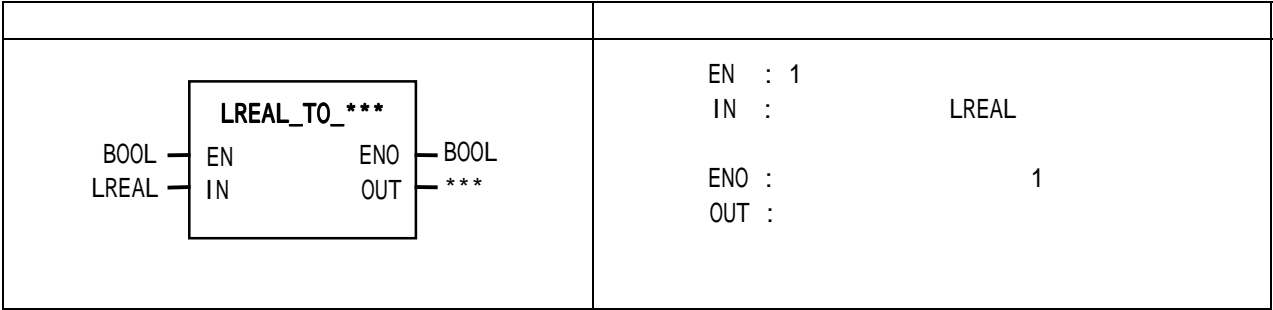 LREAL_TO_***
BOOL EN ENO BOOL
LREAL IN OUT ***
EN : 1
IN : LREAL
ENO : 1
OUT :